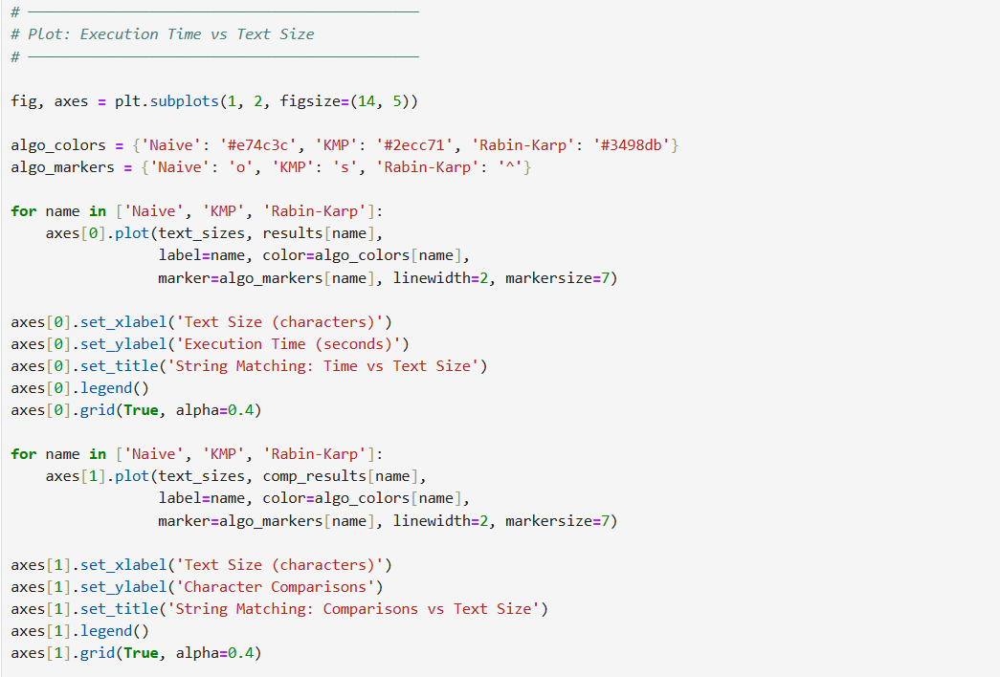 # ─────────────────────────────────────────────
# Plot: Execution Time vs Text Size
# ─────────────────────────────────────────────

fig, axes = plt.subplots(1, 2, figsize=(14, 5))

algo_colors = {'Naive': '#e74c3c', 'KMP': '#2ecc71', 'Rabin-Karp': '#3498db'}
algo_markers = {'Naive': 'o', 'KMP': 's', 'Rabin-Karp': '^'}

for name in ['Naive', 'KMP', 'Rabin-Karp']:
    axes[0].plot(text_sizes, results[name],
                 label=name, color=algo_colors[name],
                 marker=algo_markers[name], linewidth=2, markersize=7)

axes[0].set_xlabel('Text Size (characters)')
axes[0].set_ylabel('Execution Time (seconds)')
axes[0].set_title('String Matching: Time vs Text Size')
axes[0].legend()
axes[0].grid(True, alpha=0.4)

for name in ['Naive', 'KMP', 'Rabin-Karp']:
    axes[1].plot(text_sizes, comp_results[name],
                 label=name, color=algo_colors[name],
                 marker=algo_markers[name], linewidth=2, markersize=7)

axes[1].set_xlabel('Text Size (characters)')
axes[1].set_ylabel('Character Comparisons')
axes[1].set_title('String Matching: Comparisons vs Text Size')
axes[1].legend()
axes[1].grid(True, alpha=0.4)